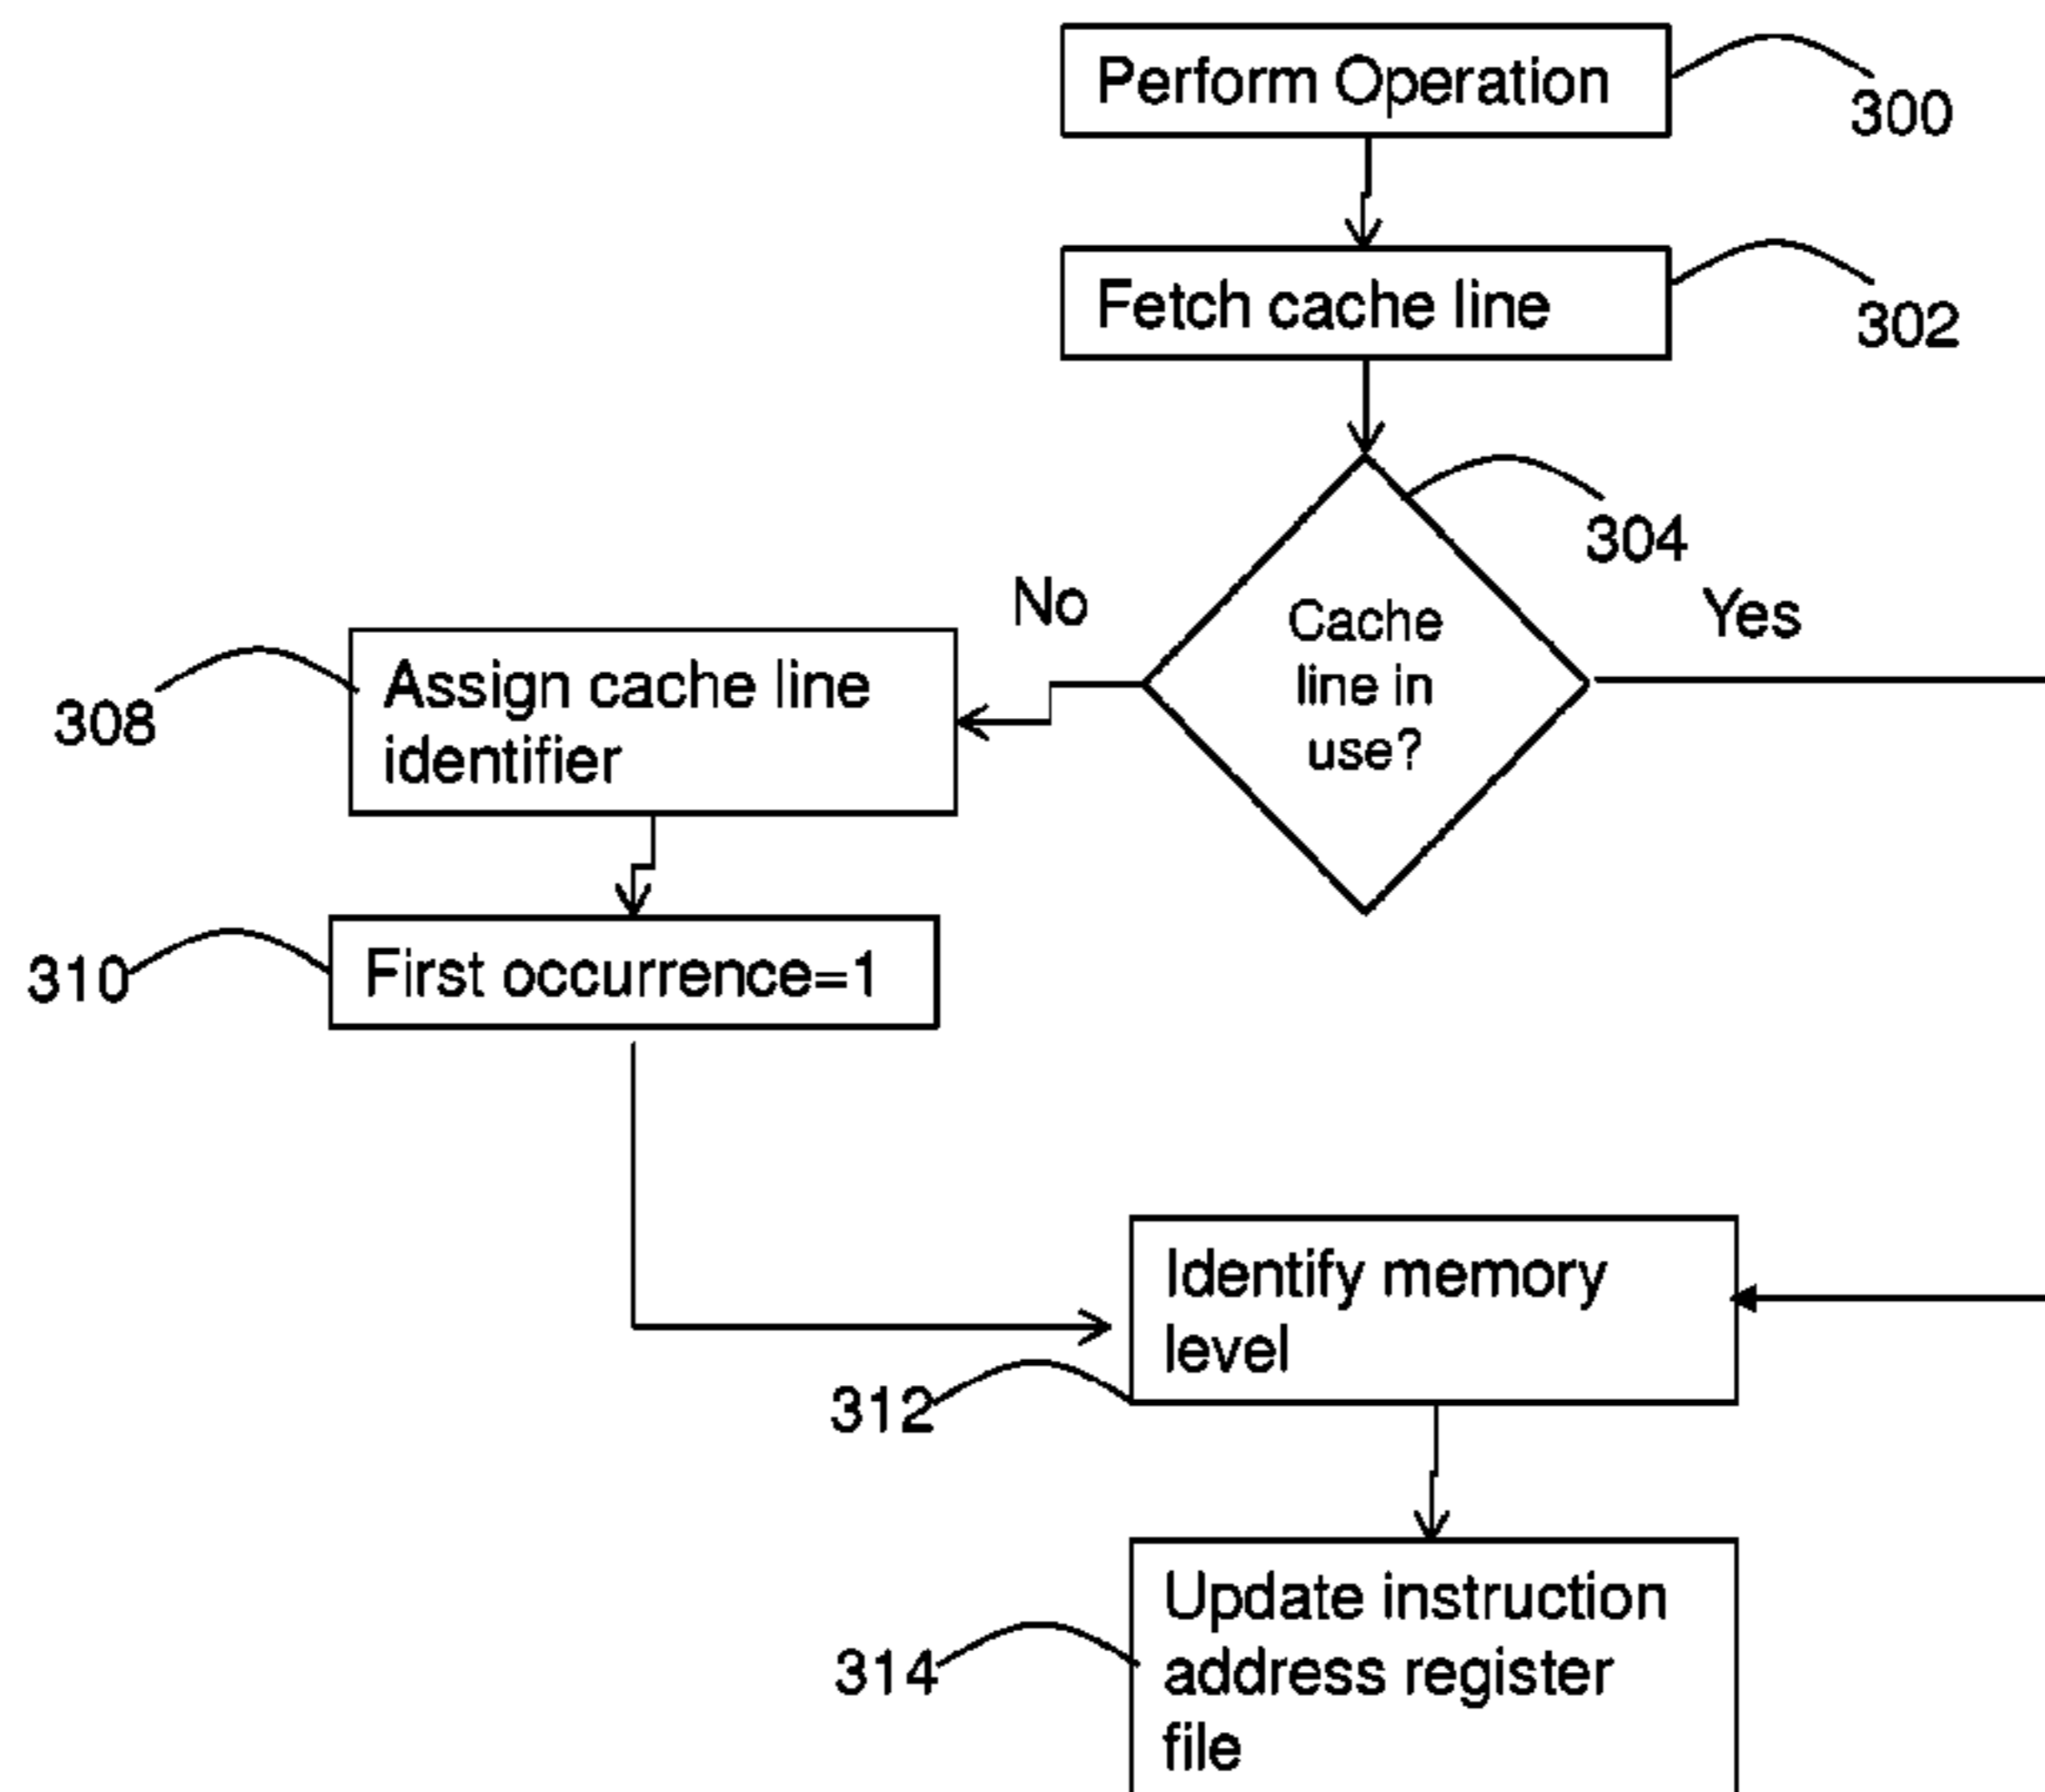 Perform Operation
300
Fetch cache line
302
304
No
Yes
Cache
line in
use?
308
Assign cache line
identifier
310
First occurrence=1
Identify memory
level
312
Update instruction
address register
file
314